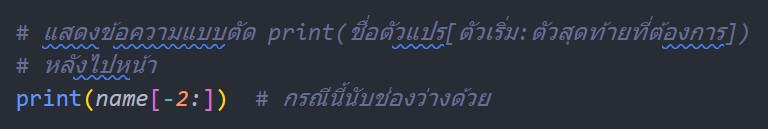 # แสดงข้อความแบบตัด print(ชื่อตัวแปร[ตัวเริ่ม:ตัวสุดท้ายที่ต้องการ])
# หลังไปหน้า
print(name[-2:])  # กรณีนี้นับช่องว่างด้วย